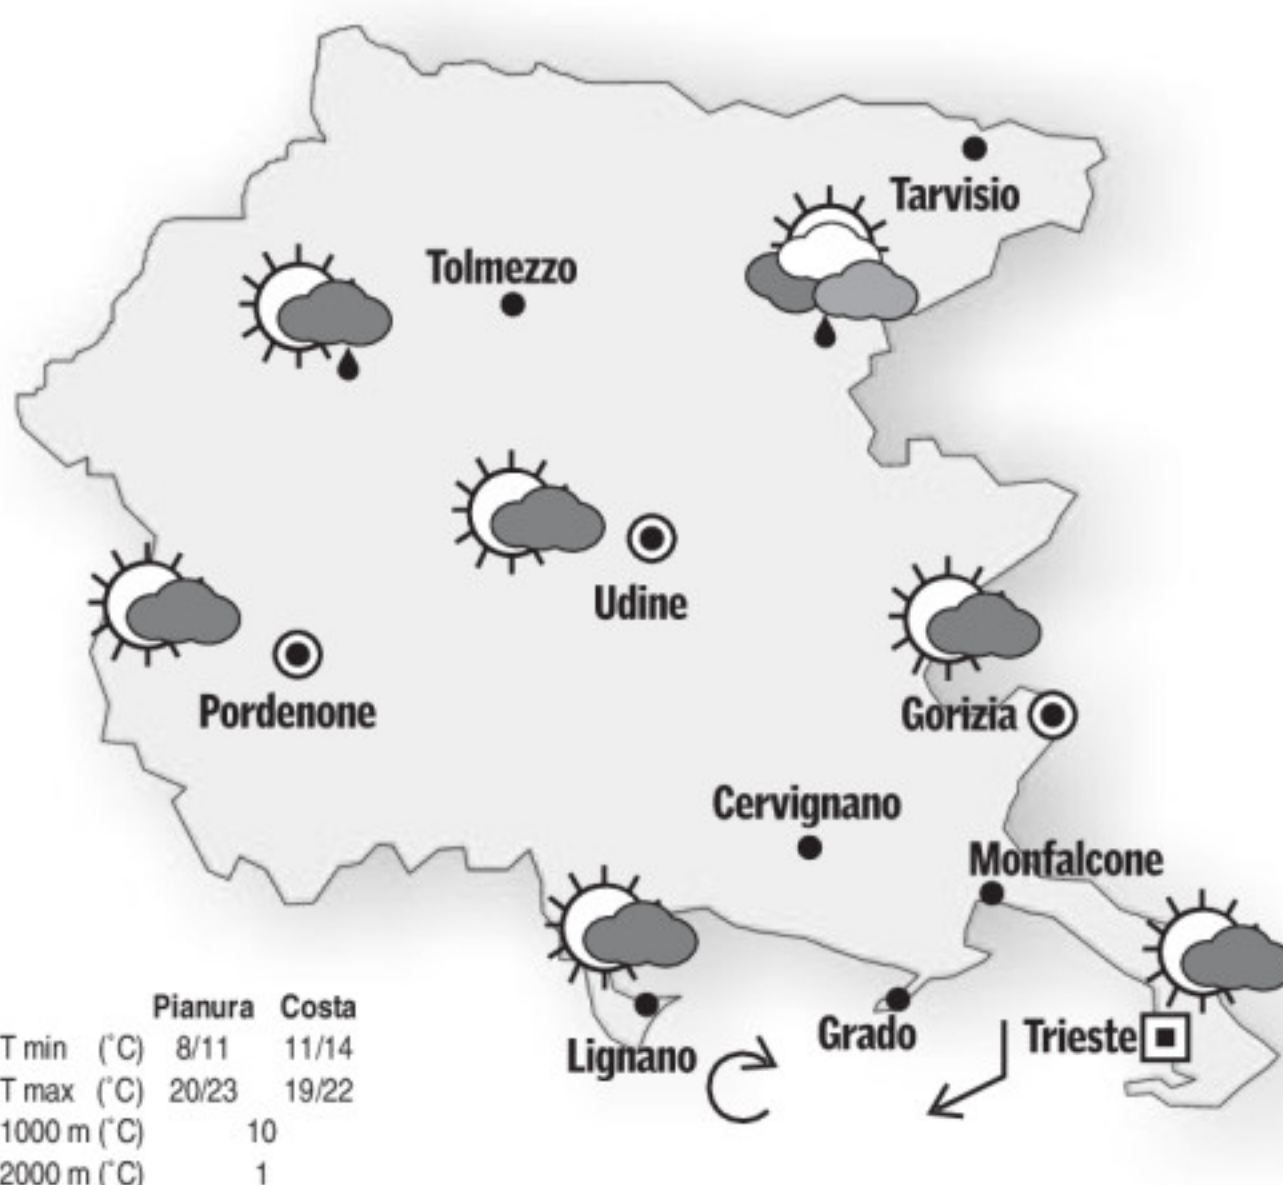 Tarvisio
Tolmezzo
Udine
Pordenone
Gorizia
Cervignano
Monfalcone
Grado
Trieste
Lignano
Pianura Costa
T min (˚C) 8/11 11/14
T max (˚C) 20/23 19/22
1000 m (˚C) 10
2000 m (˚C) 1